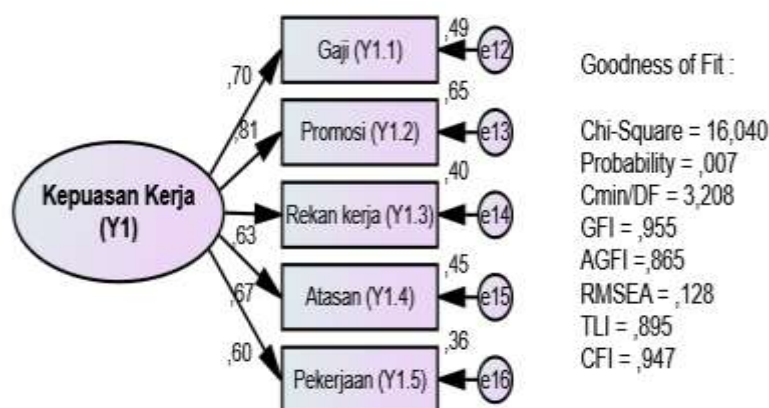 ,49
Gaji (Y1.1)
e12
,70
,65
Promosi (Y1.2)
e13
,81
,40
Kepuasan Kerja
(Y1)
Rekan kerja (Y1.3)
e14
,63
,45
Atasan (Y1.4)
e15
,67
,36
Pekerjaan (Y1.5)
e16
,60
Goodness of Fit :
Chi-Square = 16,040
Probability = ,007
Cmin/DF = 3,208
GFI = ,955
AGFI = ,865
RMSEA = ,128
TLI = ,895
CFI = ,947